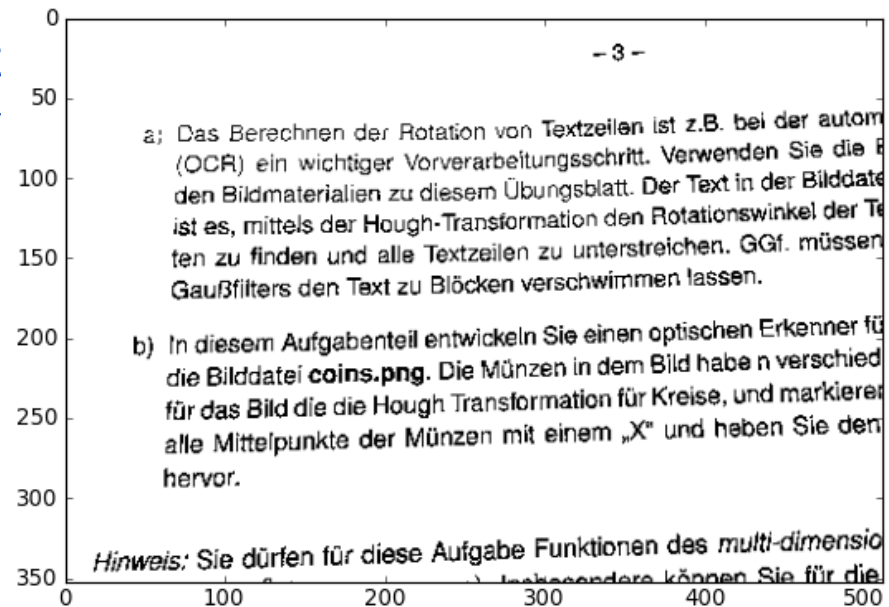 – 3 –
a; Das Berechnen der Rotation von Textzeilen ist z.B. bei der autom
(OCR) ein wichtiger Vorverarbeitungsschritt. Verwenden Sie die
den Bildmaterialien zu diesem Übungsblatt. Der Text in der Bilddate
ist es, mittels der Hough-Transformation den Rotationswinkel der Te
ten zu finden und alle Textzeilen zu unterstreichen. GGf. müssen
Gaußfilters den Text zu Blöcken verschwimmen lassen.
b) In diesem Aufgabenteil entwickeln Sie einen optischen Erkenner fü
die Bilddatei coins.png. Die Münzen in dem Bild habe n verschied
für das Bild die die Hough Transformation für Kreise, und markieren
alle Mittelpunkte der Münzen mit einem „X" und heben Sie den
hervor.
Hinweis: Sie dürfen für diese Aufgabe Funktionen des multi-dimensio
Insbesondere können Sie für die
0
50
100
150
200
250
300
350
0 100 200 300 400 500